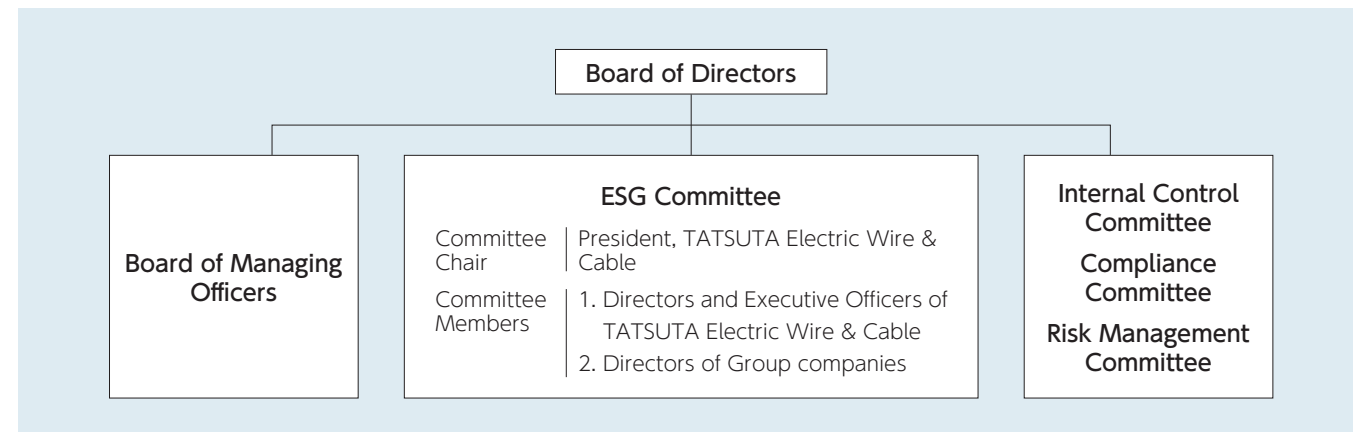 Board of Directors
Board of Managing
Officers
ESG Committee
Committee
Chair
President, TATSUTA Electric Wire &
Cable
Committee
Members
1. Directors and Executive Officers of
TATSUTA Electric Wire & Cable
2. Directors of Group companies
Internal Control
Committee
Compliance
Committee
Risk Management
Committee